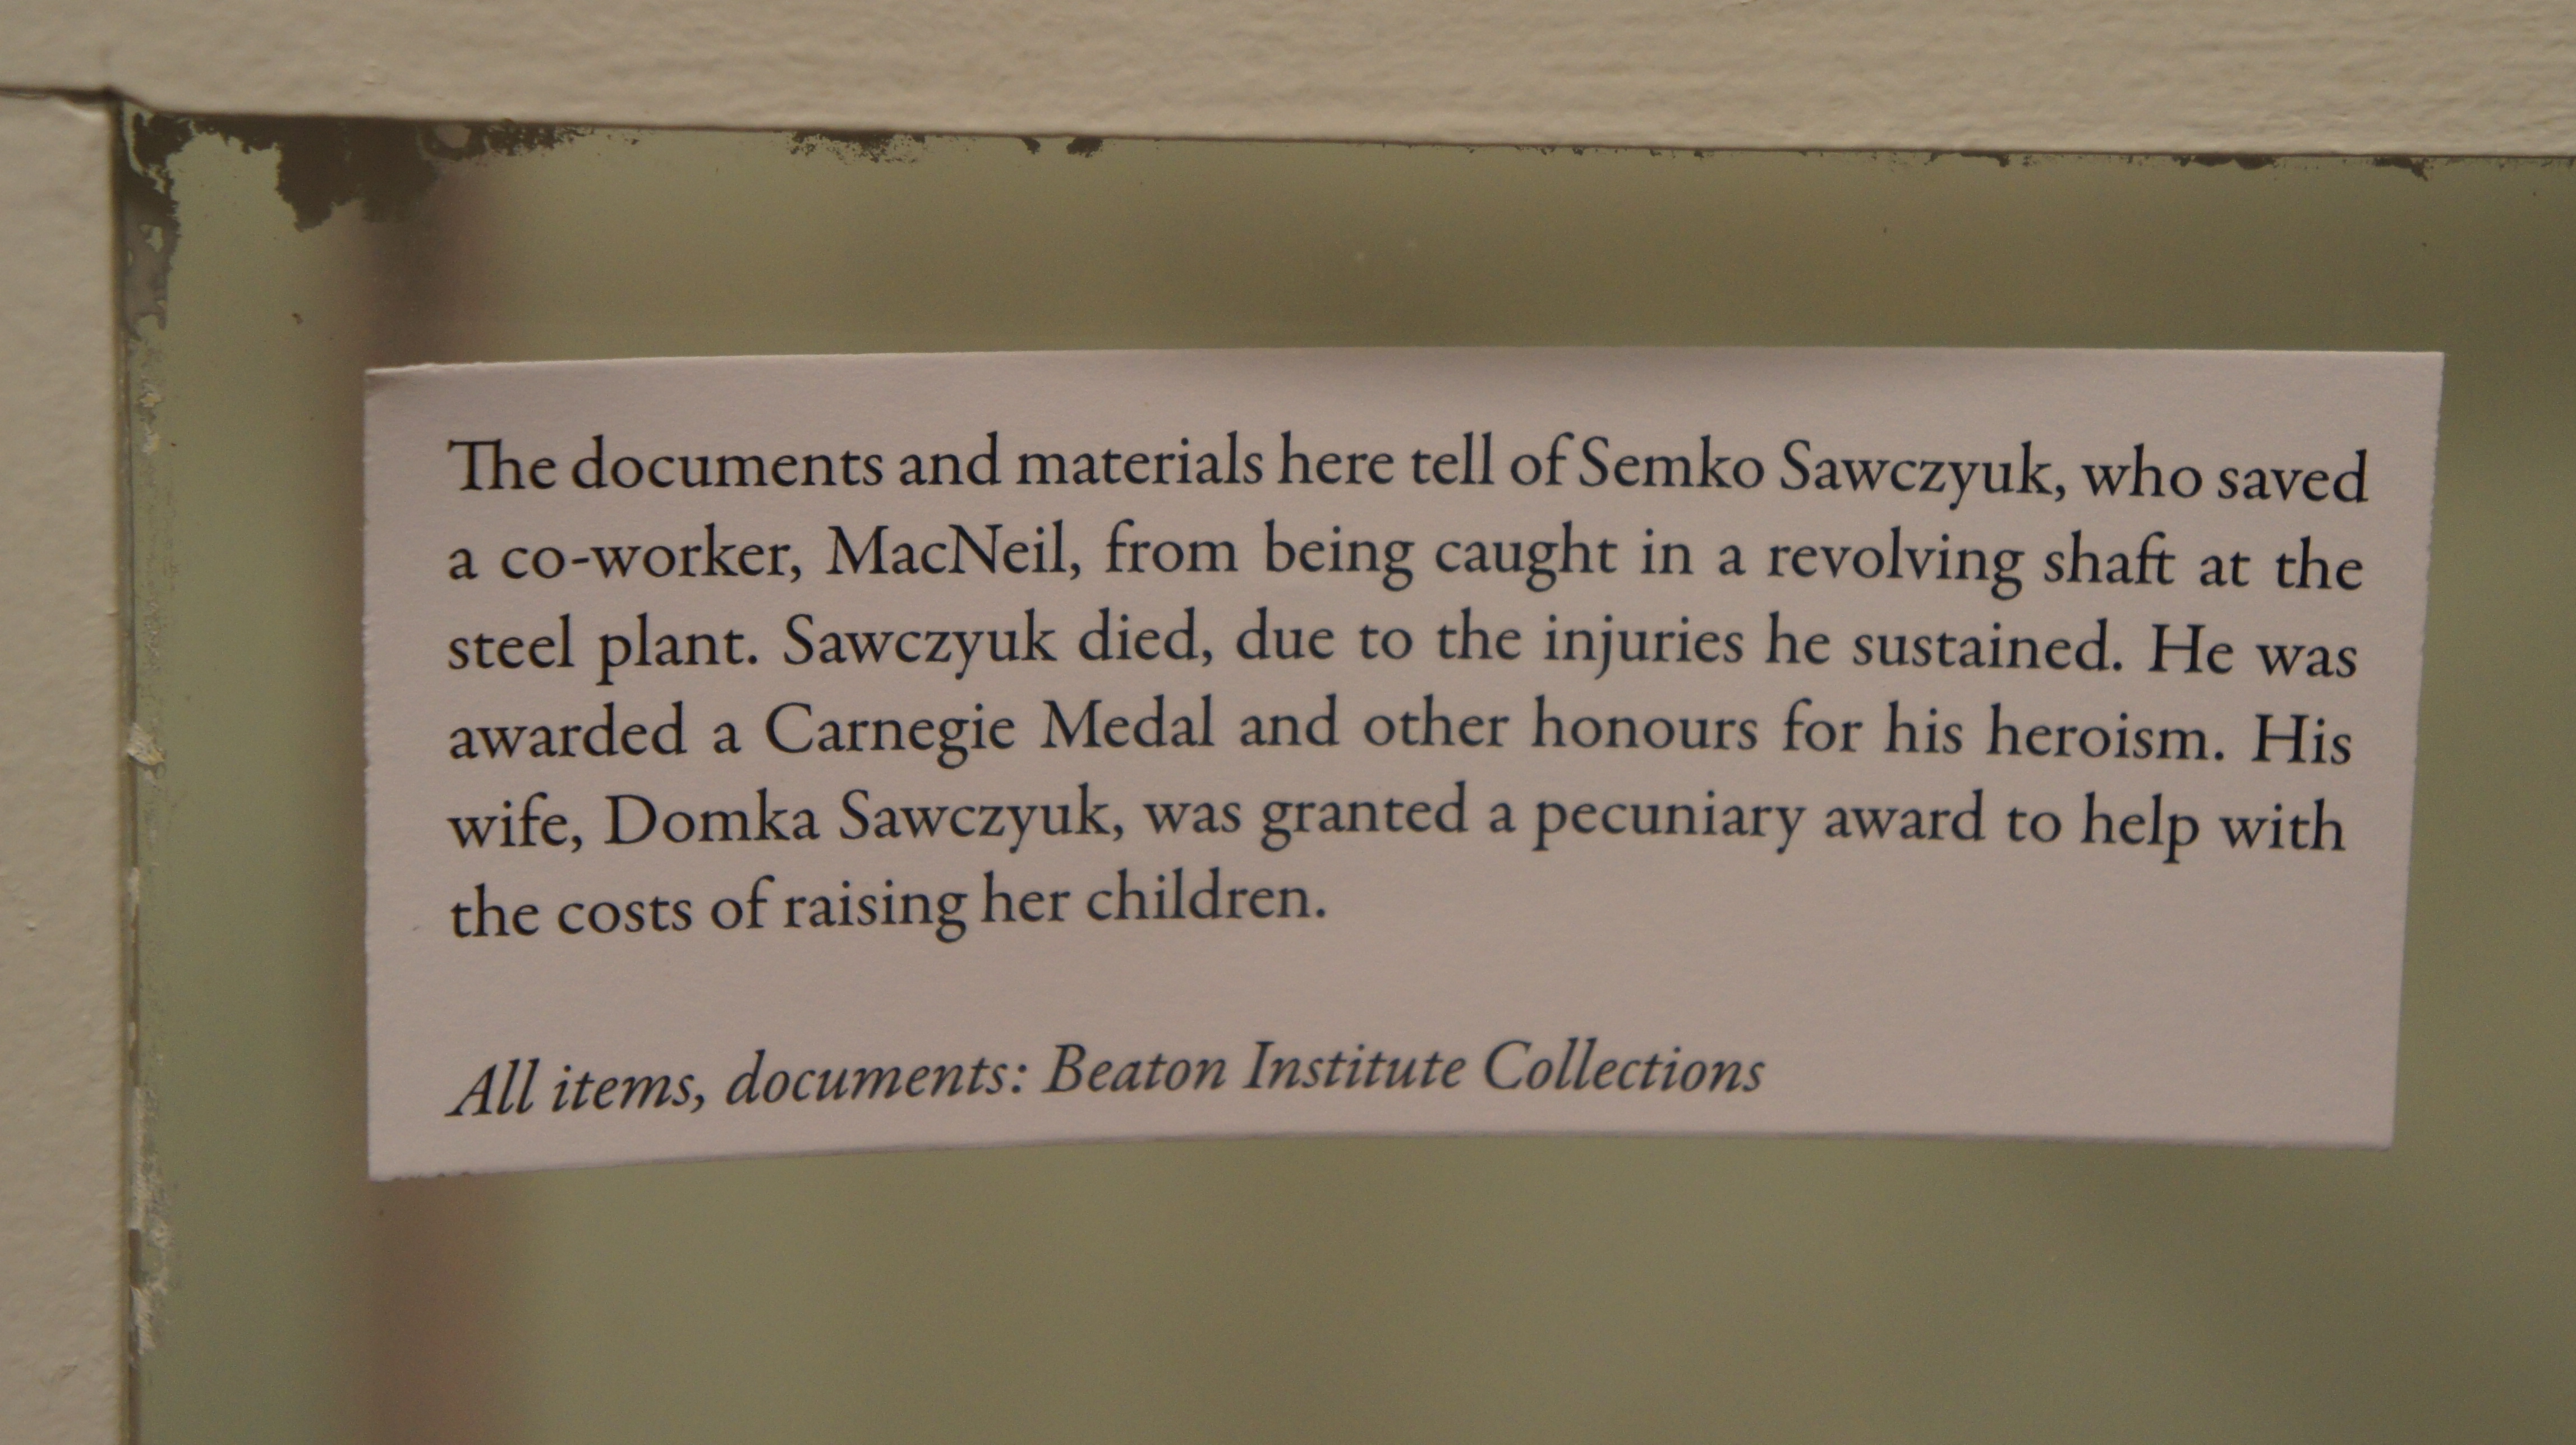 The documents and materials here tell of Semko Sawczyuk, who saved
a co-worker, MacNeil, from being caught in a revolving shaft at the
steel plant. Sawczyuk died, due to the injuries he sustained. He was
awarded a Carnegie Medal and other honours for his heroism. His
wife, Domka Sawczyuk, was granted a pecuniary award to help with
the costs of raising her children.
All items, documents: Beaton Institute Collections